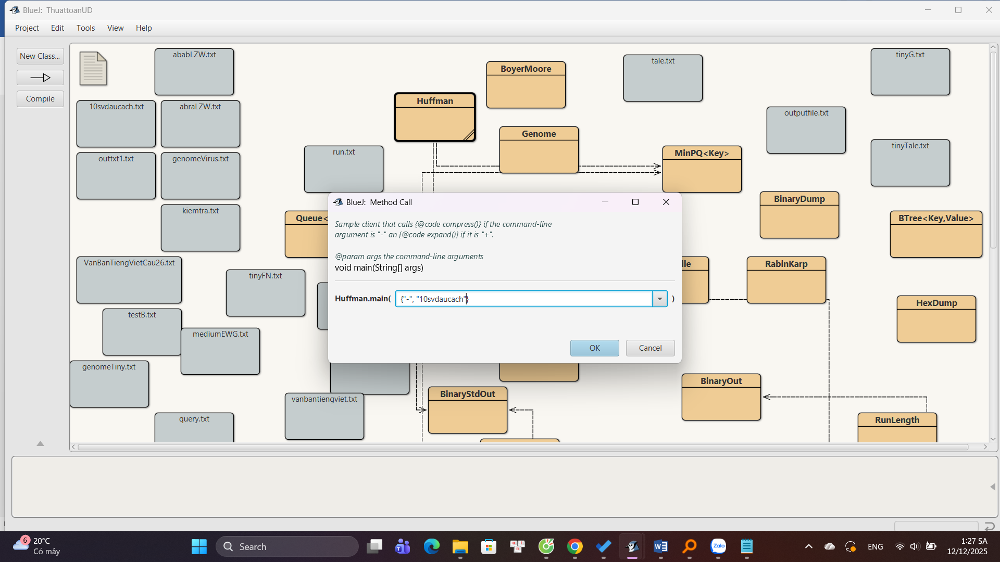 BlueJ: ThuattoanUD
Project Edit Tools View Help
New Class...
Compile
ababLZW.txt
10svdaucach.txt
abraLZW.txt
outtxt1.txt
genomeVirus.txt
kiemtra.txt
VanBanTiengVietCau26.txt
testB.txt
tinyFN.txt
mediumEWG.txt
genomeTiny.txt
query.txt
vanbantiengviet.txt
run.txt
Huffman
BoyerMoore
Genome
tale.txt
tinyG.txt
outputfile.txt
tinyTale.txt
MinPQ<Key>
BinaryDump
BTree<Key,Value>
Queue<
ile
RabinKarp
HexDump
BinaryStdOut
BinaryOut
RunLength
BlueJ: Method Call
Sample client that calls {@code compress()} if the command-line
argument is "-" an {@code expand()} if it is "+".
@param args the command-line arguments
void main(String[] args)
Huffman.main( {"-", "10svdaucach"} )
OK Cancel
6
20°C
Có mây
Search
Zalo
ENG
1:27 SA
12/12/2025